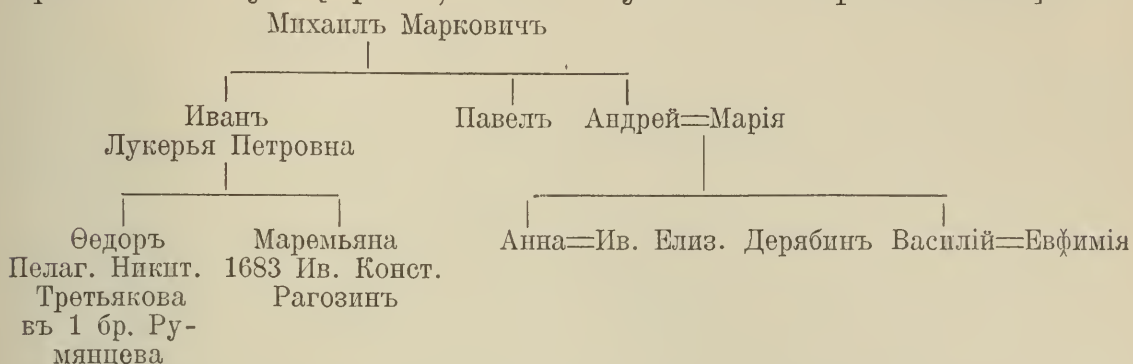 Михаилъ Марковичъ
Иванъ Павелъ Андрей=Марія
Лукерья Петровна
Ѳедоръ Маремьяна Анна=Ив. Елиз. Дерябинъ Василій=Евфимія
Пелаг. Никит. 1683 Ив. Конст.
Третьякова Рагозинъ
въ 1 бр. Ру-
мянцева